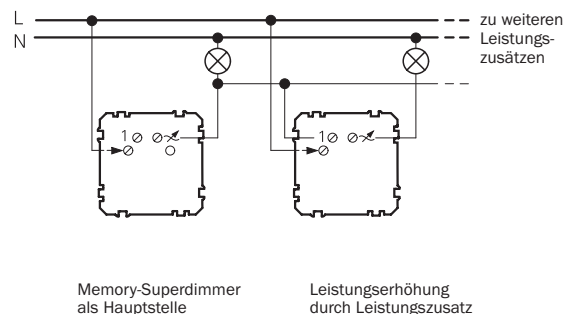 L
N
zu weiteren
Leistungs-
zusätzen
1
1
Memory-Superdimmer
als Hauptstelle
Leistungserhöhung
durch Leistungszusatz